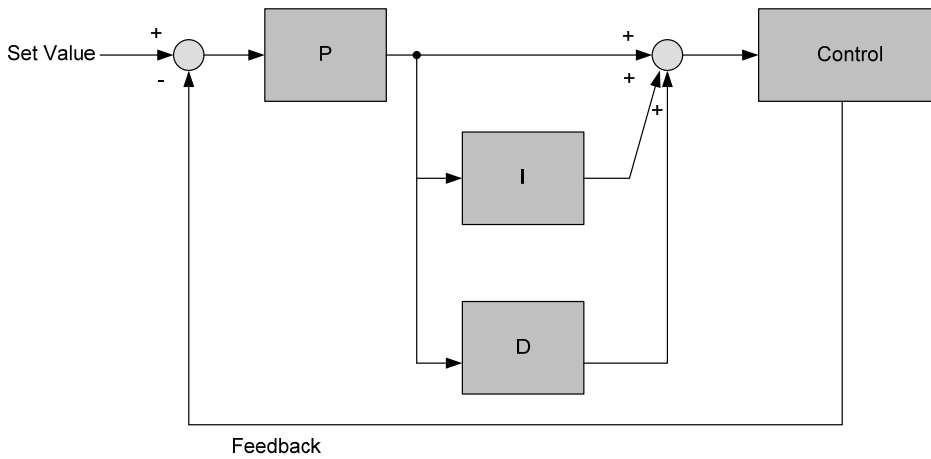 +
Set Value
-
P
+
+
+
Control
I
D
Feedback